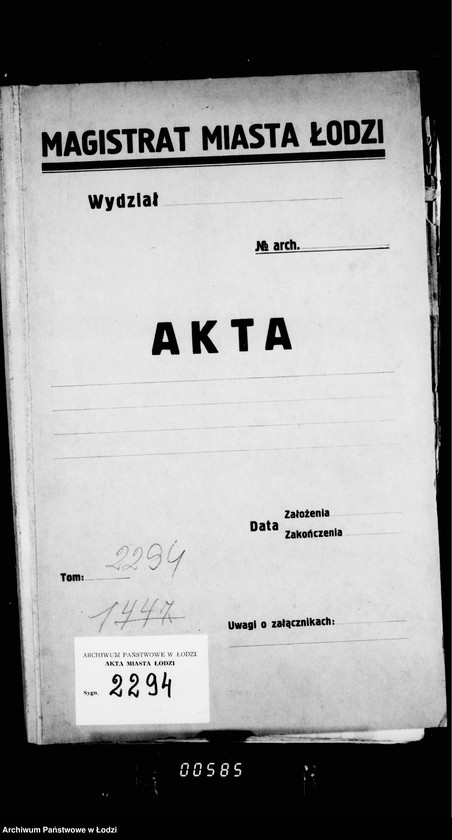 MAGISTRAT MIASTA ŁODZI
Wydział
№ arch.
AKTA
Data
Założenia
Zakończenia
2294
Tom:
1447
Uwagi o załącznikach:
ARCHIWUM PAŃSTWOWE W ŁODZI
AKTA MIASTA ŁODZI
Sygn. 2294
00585
Archiwum Państwowe w Łodzi